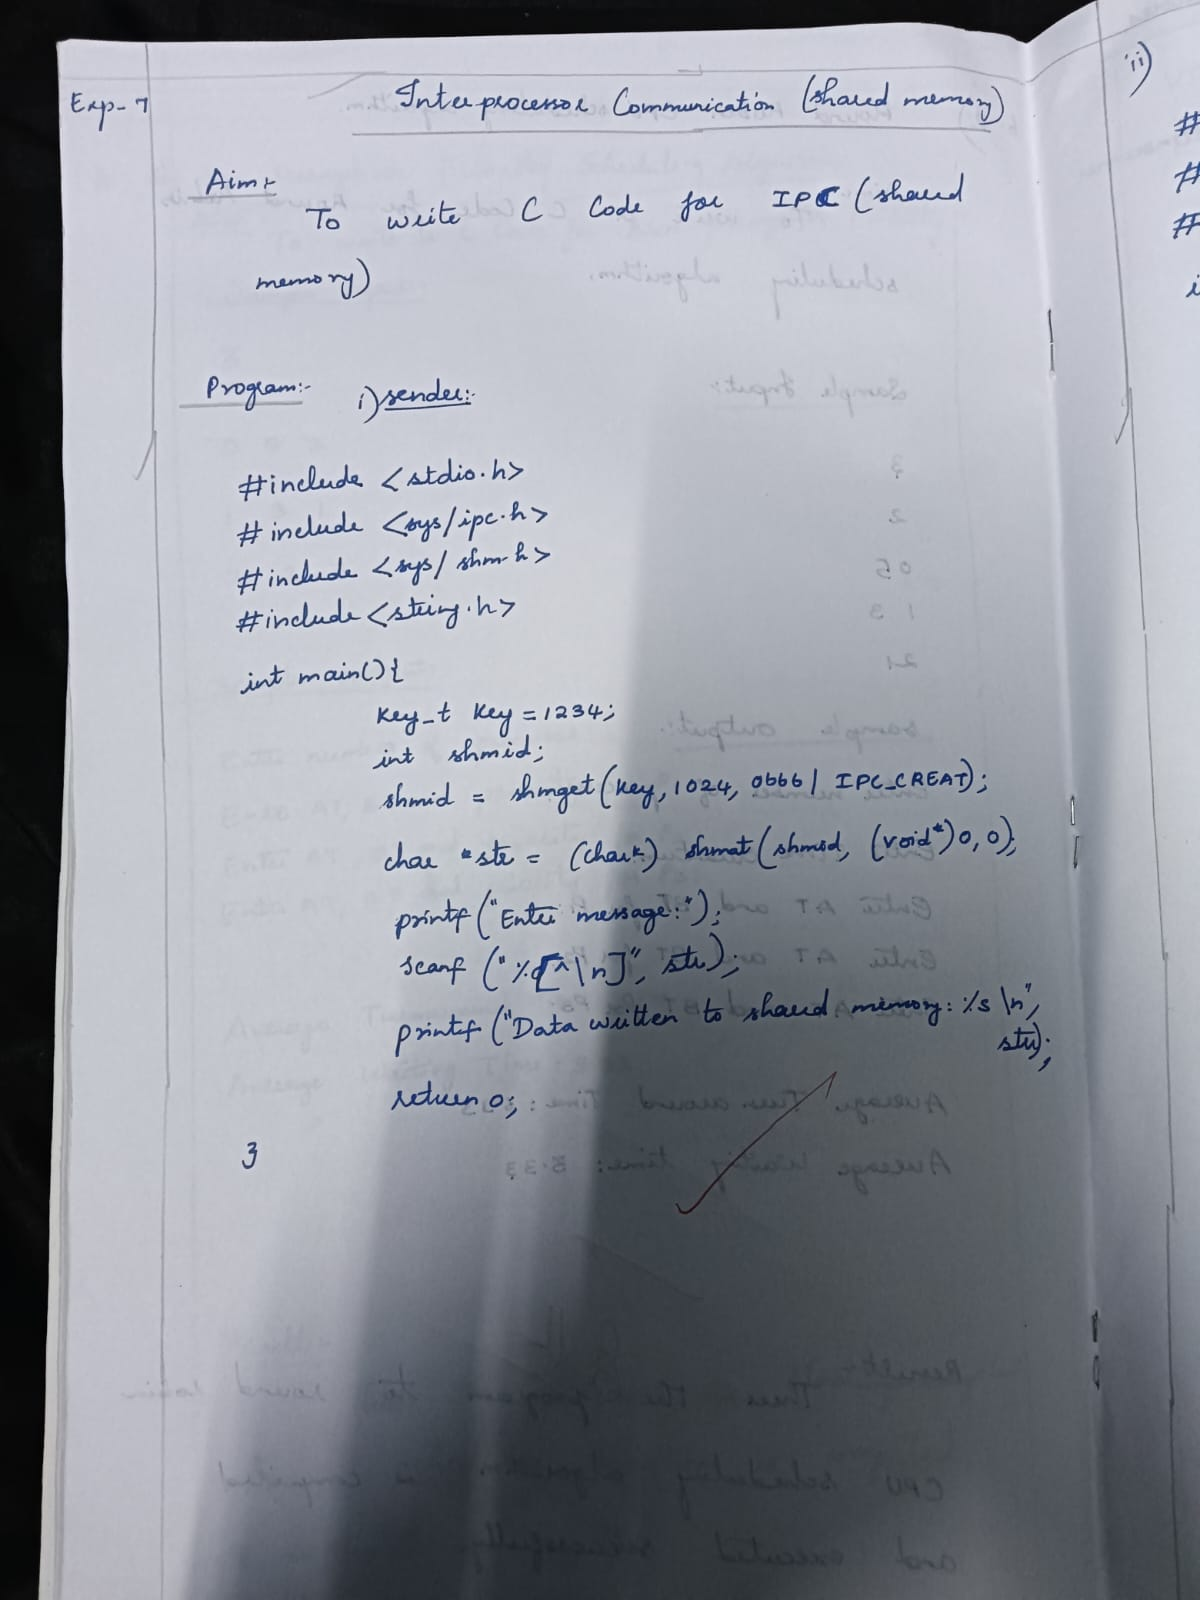 Exp-7
Interprocessor Communication (shared memory)
Aim:-
To write C Code for IPC (shared
memory)
Program:-
i) sender:-
#include <stdio.h>
#include <sys/ipc.h>
#include <sys/shm.h>
#include <string.h>
int main(){
key_t key = 1234;
int shmid;
shmid = shmget(key, 1024, 0666 | IPC_CREAT);
char *str = (char*) shmat(shmid, (void*)0, 0);
printf("Enter message:");
scanf ("%[^\n]", str);
printf ("Data written to shared memory: %s \n",
str);
return 0;
}
ii)
#
#
#
i